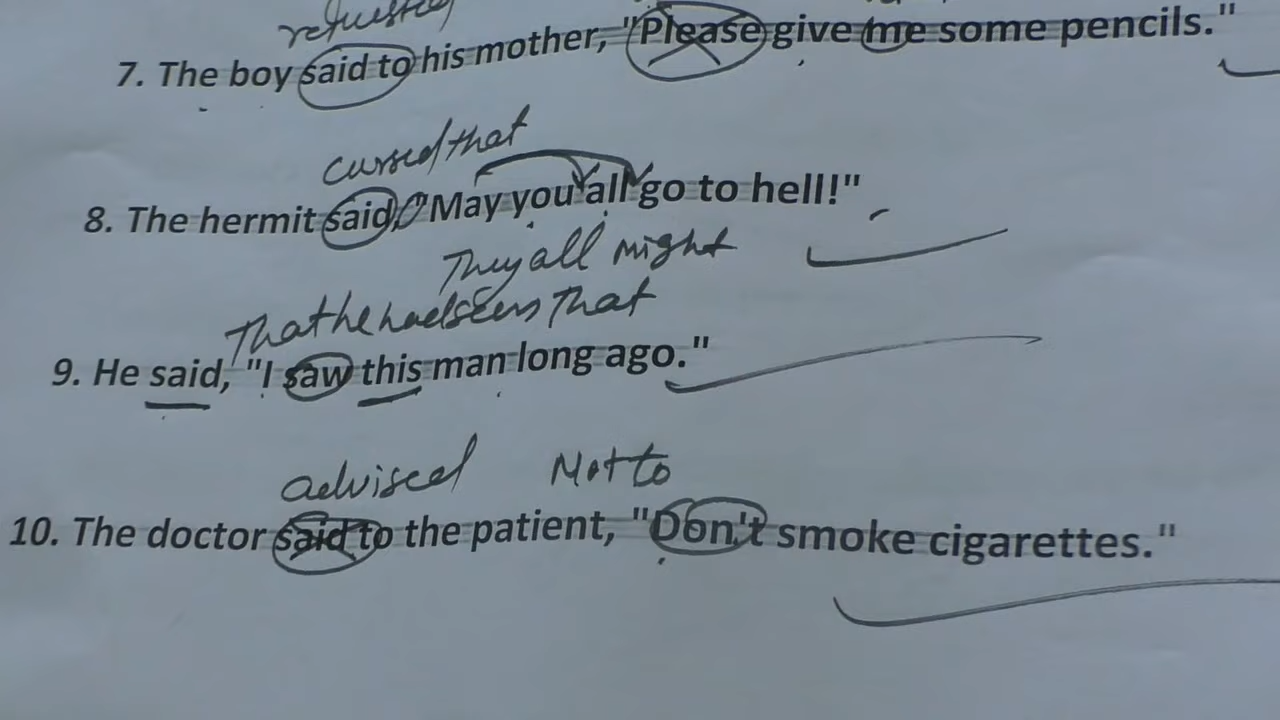 requested
7. The boy said to his mother, "Please give me some pencils."
cursed that
8. The hermit said, "May you all go to hell!"
They all might
That he had seen that
9. He said, "I saw this man long ago."
advised Not to
10. The doctor said to the patient, "Don't smoke cigarettes."